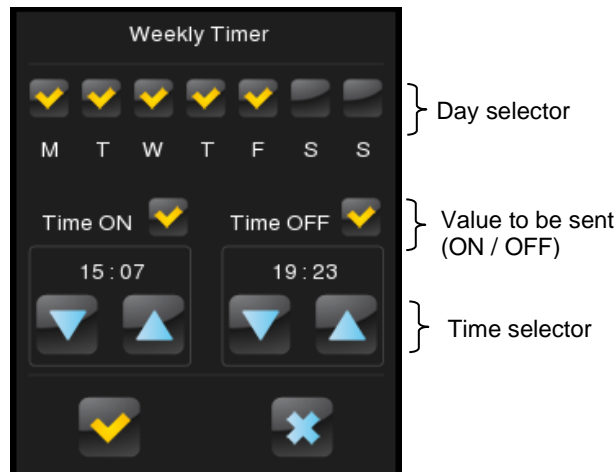 Weekly Timer
Day selector
M T W T F S S
Time ON Time OFF
Value to be sent
(ON / OFF)
15:07 19:23
Time selector